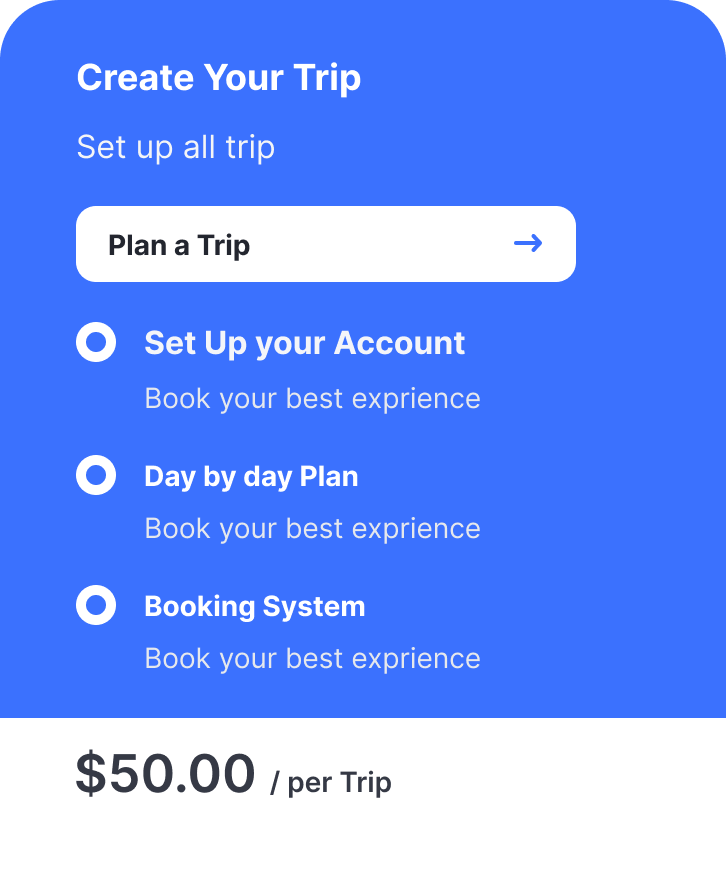 Create Your Trip
Set up all trip
Plan a Trip
Set Up your Account
Book your best exprience
Day by day Plan
Book your best exprience
Booking System
Book your best exprience
$50.00 / per Trip